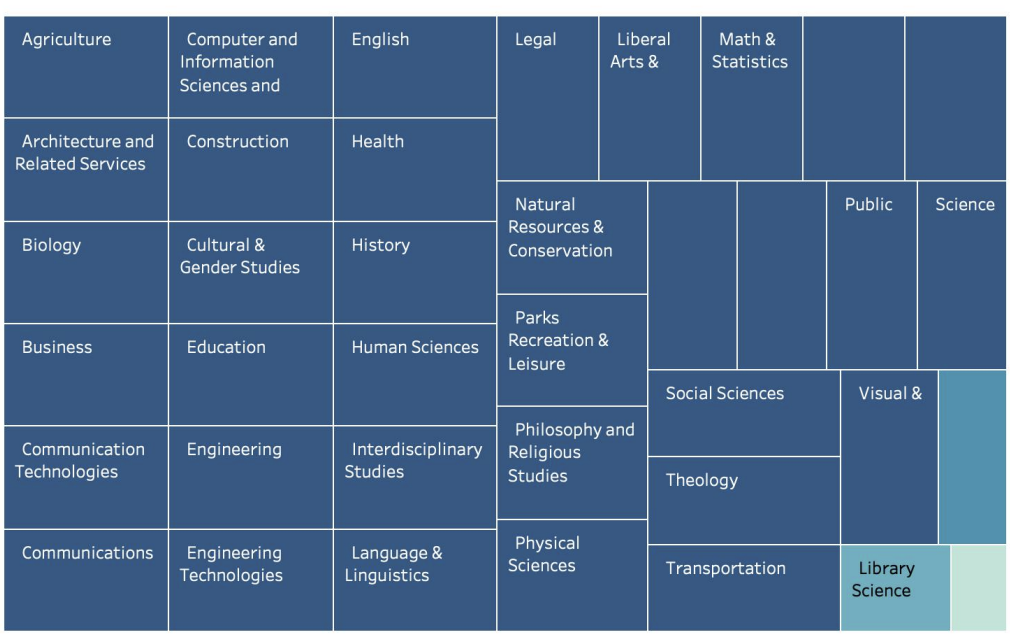 Agriculture
Computer and
Information
Sciences and
English
Legal
Liberal
Arts &
Math &
Statistics
Architecture and
Related Services
Construction
Health
Natural
Resources &
Conservation
Public
Science
Biology
Cultural &
Gender Studies
History
Parks
Recreation &
Leisure
Business
Education
Human Sciences
Social Sciences
Visual &
Philosophy and
Religious
Studies
Communication
Technologies
Engineering
Interdisciplinary
Studies
Theology
Physical
Sciences
Communications
Engineering
Technologies
Language &
Linguistics
Transportation
Library
Science